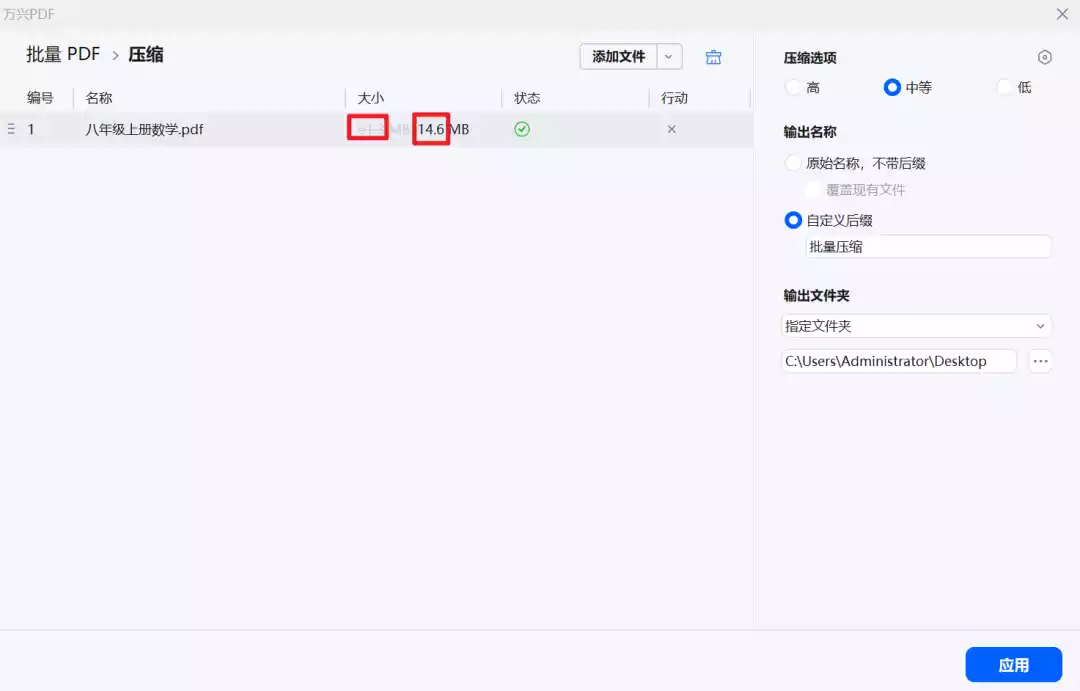 万兴PDF
批量 PDF > 压缩
添加文件
编号 名称 大小 状态 行动
1 八年级上册数学.pdf MB 14.6 MB
压缩选项
高 中等 低
输出名称
原始名称，不带后缀
覆盖现有文件
自定义后缀
批量压缩
输出文件夹
指定文件夹
C:\Users\Administrator\Desktop
...
应用